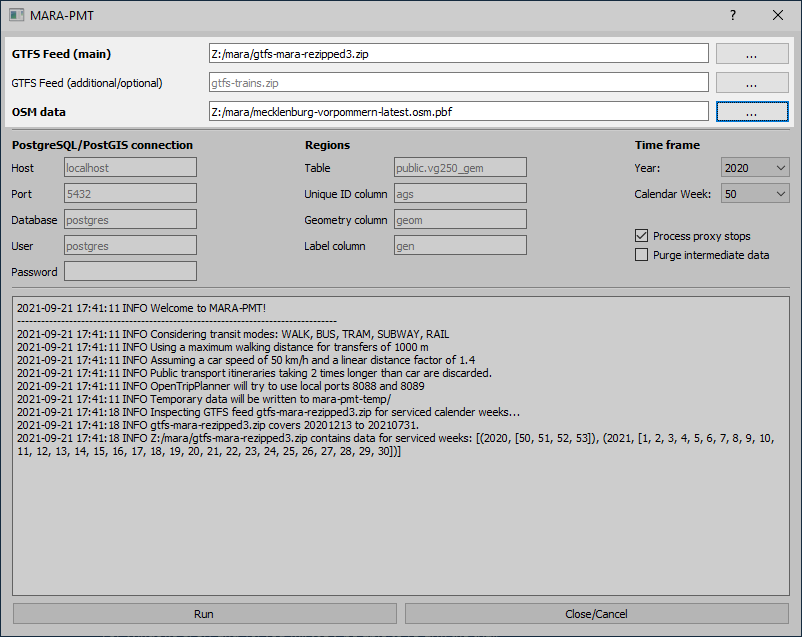 MARA-PMT
?
GTFS Feed (main) Z:/mara/gtfs-mara-rezipped3.zip ...
GTFS Feed (additional/optional) gtfs-trains.zip ...
OSM data Z:/mara/mecklenburg-vorpommern-latest.osm.pbf ...
PostgreSQL/PostGIS connection Regions Time frame
Host localhost Table public.vg250_gem Year: 2020
Port 5432 Unique ID column ags Calendar Week: 50
Database postgres Geometry column geom
User postgres Label column gen
Process proxy stops
Purge intermediate data
Password
2021-09-21 17:41:11 INFO Welcome to MARA-PMT!
--------------------------------------------------------------------------------
2021-09-21 17:41:11 INFO Considering transit modes: WALK, BUS, TRAM, SUBWAY, RAIL
2021-09-21 17:41:11 INFO Using a maximum walking distance for transfers of 1000 m
2021-09-21 17:41:11 INFO Assuming a car speed of 50 km/h and a linear distance factor of 1.4
2021-09-21 17:41:11 INFO Public transport itineraries taking 2 times longer than car are discarded.
2021-09-21 17:41:11 INFO OpenTripPlanner will try to use local ports 8088 and 8089
2021-09-21 17:41:11 INFO Temporary data will be written to mara-pmt-temp/
2021-09-21 17:41:18 INFO Inspecting GTFS feed gtfs-mara-rezipped3.zip for serviced calender weeks...
2021-09-21 17:41:18 INFO gtfs-mara-rezipped3.zip covers 20201213 to 20210731.
2021-09-21 17:41:18 INFO Z:/mara/gtfs-mara-rezipped3.zip contains data for serviced weeks: [(2020, [50, 51, 52, 53]), (2021, [1, 2, 3, 4, 5, 6, 7, 8, 9, 10,
11, 12, 13, 14, 15, 16, 17, 18, 19, 20, 21, 22, 23, 24, 25, 26, 27, 28, 29, 30])]
Run Close/Cancel